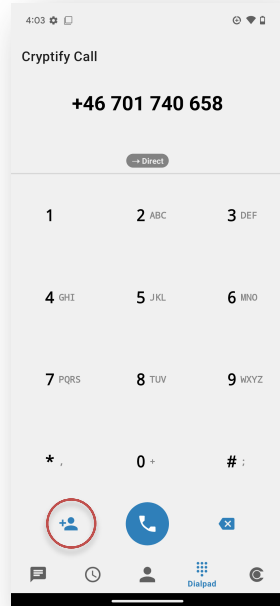 4:03
Cryptify Call
+46 701 740 658
→ Direct
1 2 ABC 3 DEF
4 GHI 5 JKL 6 MNO
7 PQRS 8 TUV 9 WXYZ
* , 0 + # ;
Dialpad